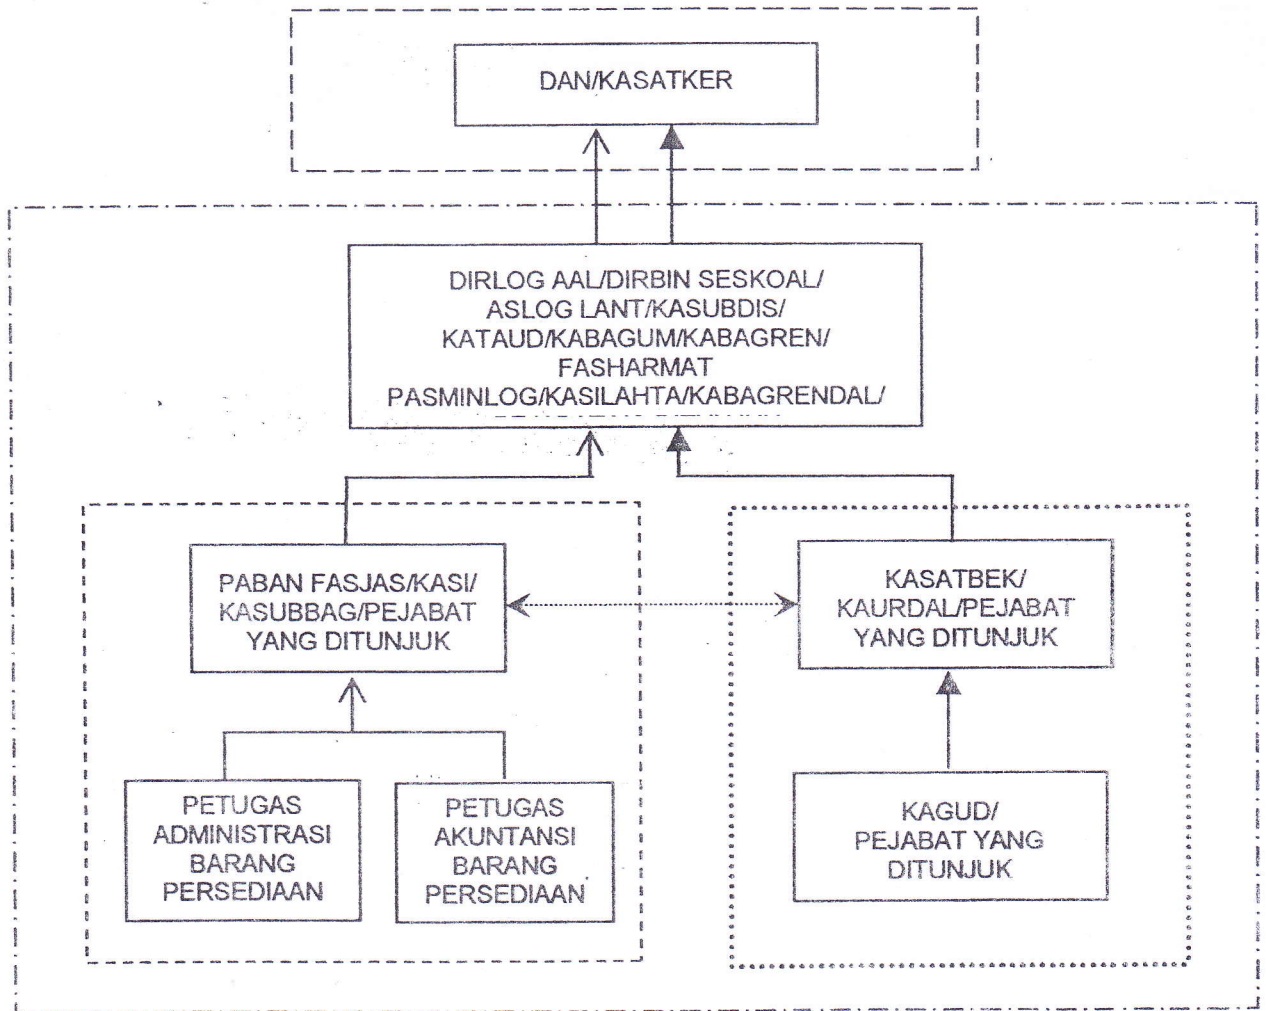 DAN/KASATKER
DIRLOG AAL/DIRBIN SESKOAL/
ASLOG LANT/KASUBDIS/
KATAUD/KABAGUM/KABAGREN/
FASHARMAT
PASMINLOG/KASILAHTA/KABAGRENDAL/
PABAN FASJAS/KASI/
KASUBBAG/PEJABAT
YANG DITUNJUK
KASATBEK/
KAURDAL/PEJABAT
YANG DITUNJUK
PETUGAS
ADMINISTRASI
BARANG
PERSEDIAAN
PETUGAS
AKUNTANSI
BARANG
PERSEDIAAN
KAGUD/
PEJABAT YANG
DITUNJUK